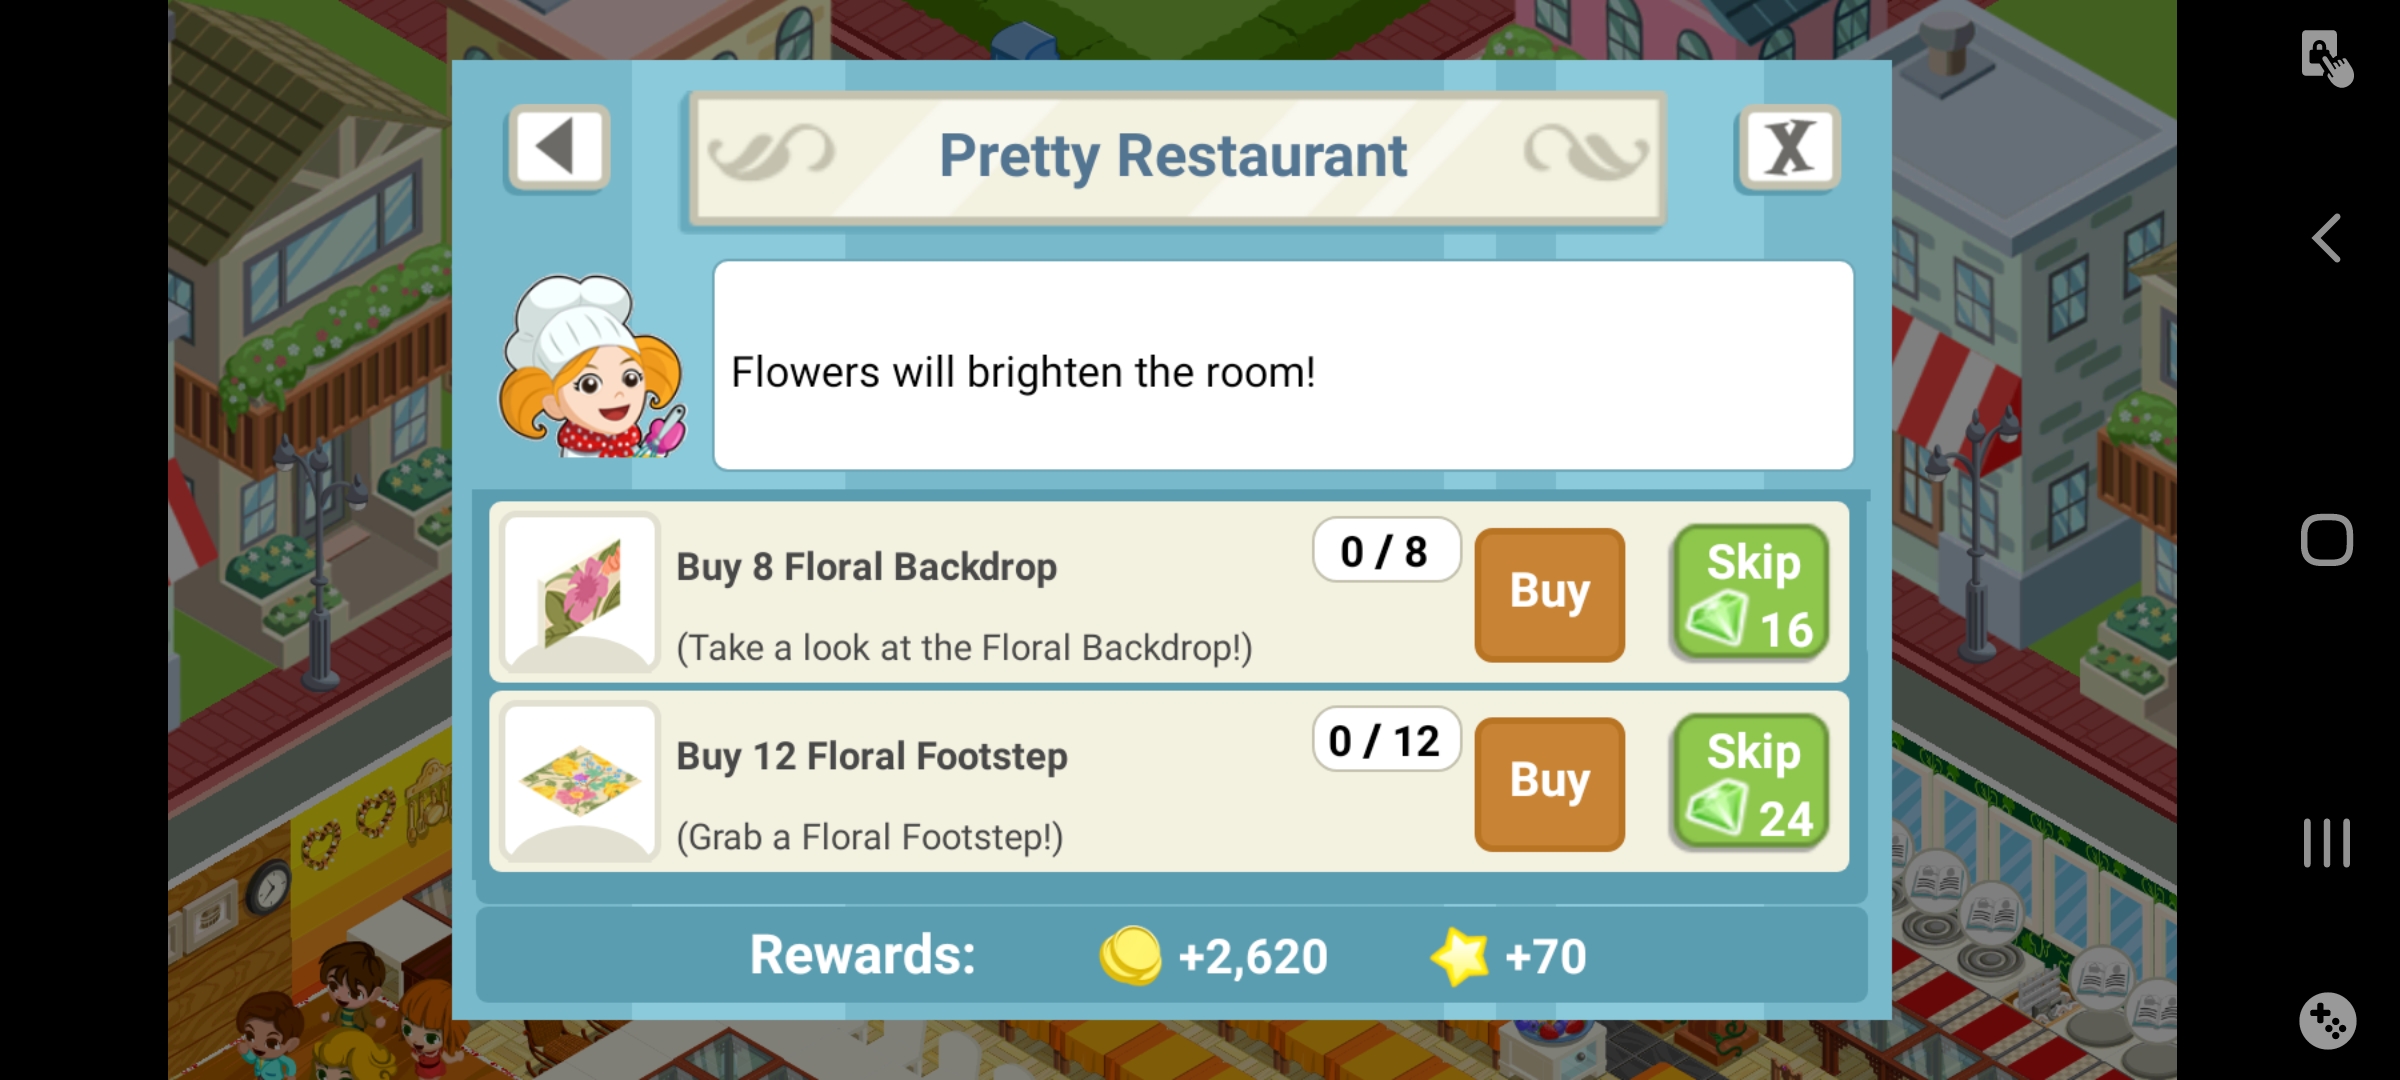 Pretty Restaurant
X
Flowers will brighten the room!
Buy 8 Floral Backdrop
0 / 8
Buy
Skip
16
(Take a look at the Floral Backdrop!)
Buy 12 Floral Footstep
0 / 12
Buy
Skip
24
(Grab a Floral Footstep!)
Rewards:
+2,620
+70